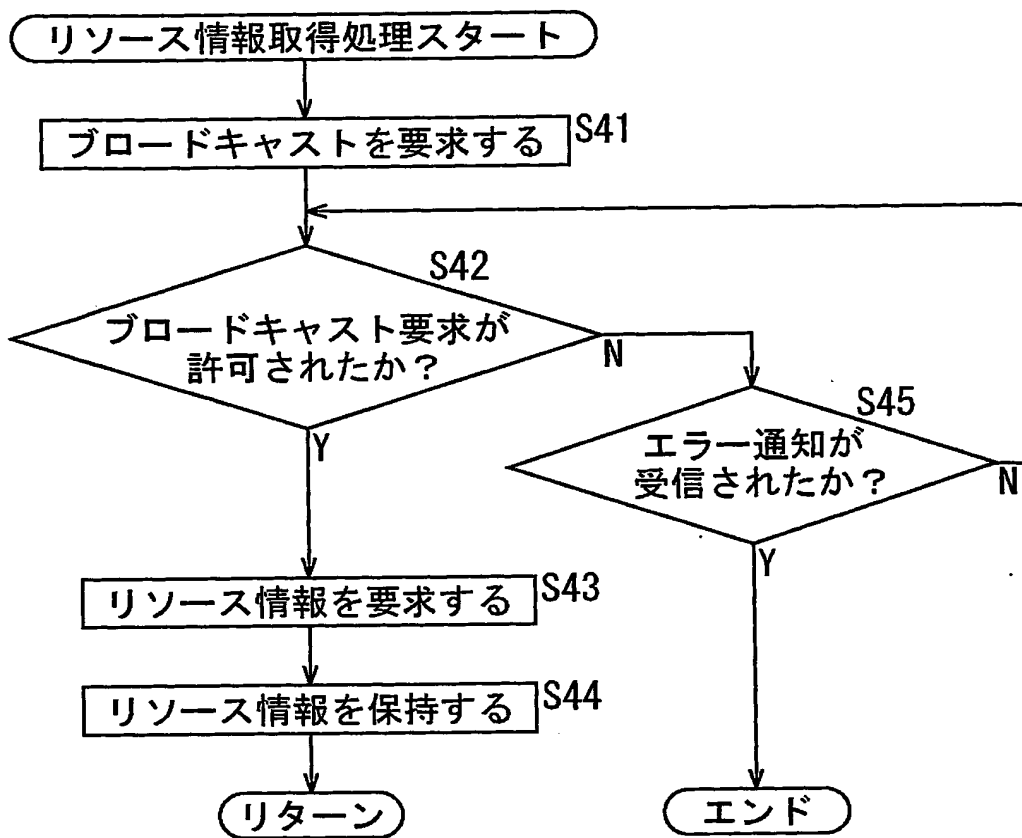 リソース情報取得処理スタート
ブロードキャストを要求する
S41
S42
ブロードキャスト要求が
許可されたか？
N
Y
S45
エラー通知が
受信されたか？
N
Y
リソース情報を要求する
S43
リソース情報を保持する
S44
リターン
エンド